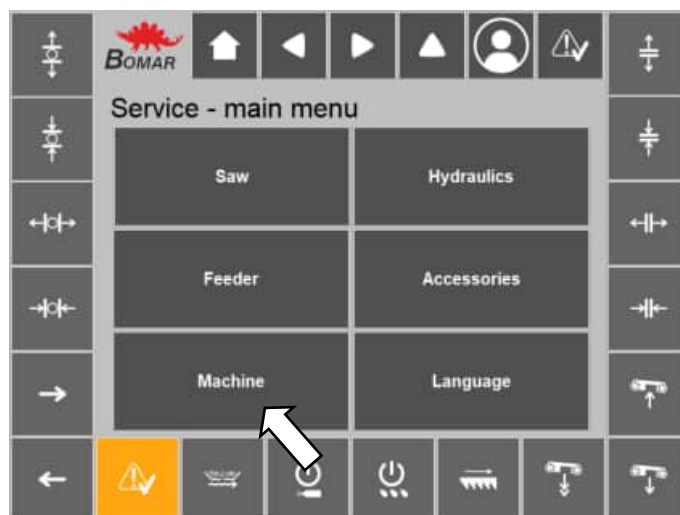 BOMAR
Service - main menu
Saw
Hydraulics
Feeder
Accessories
Machine
Language